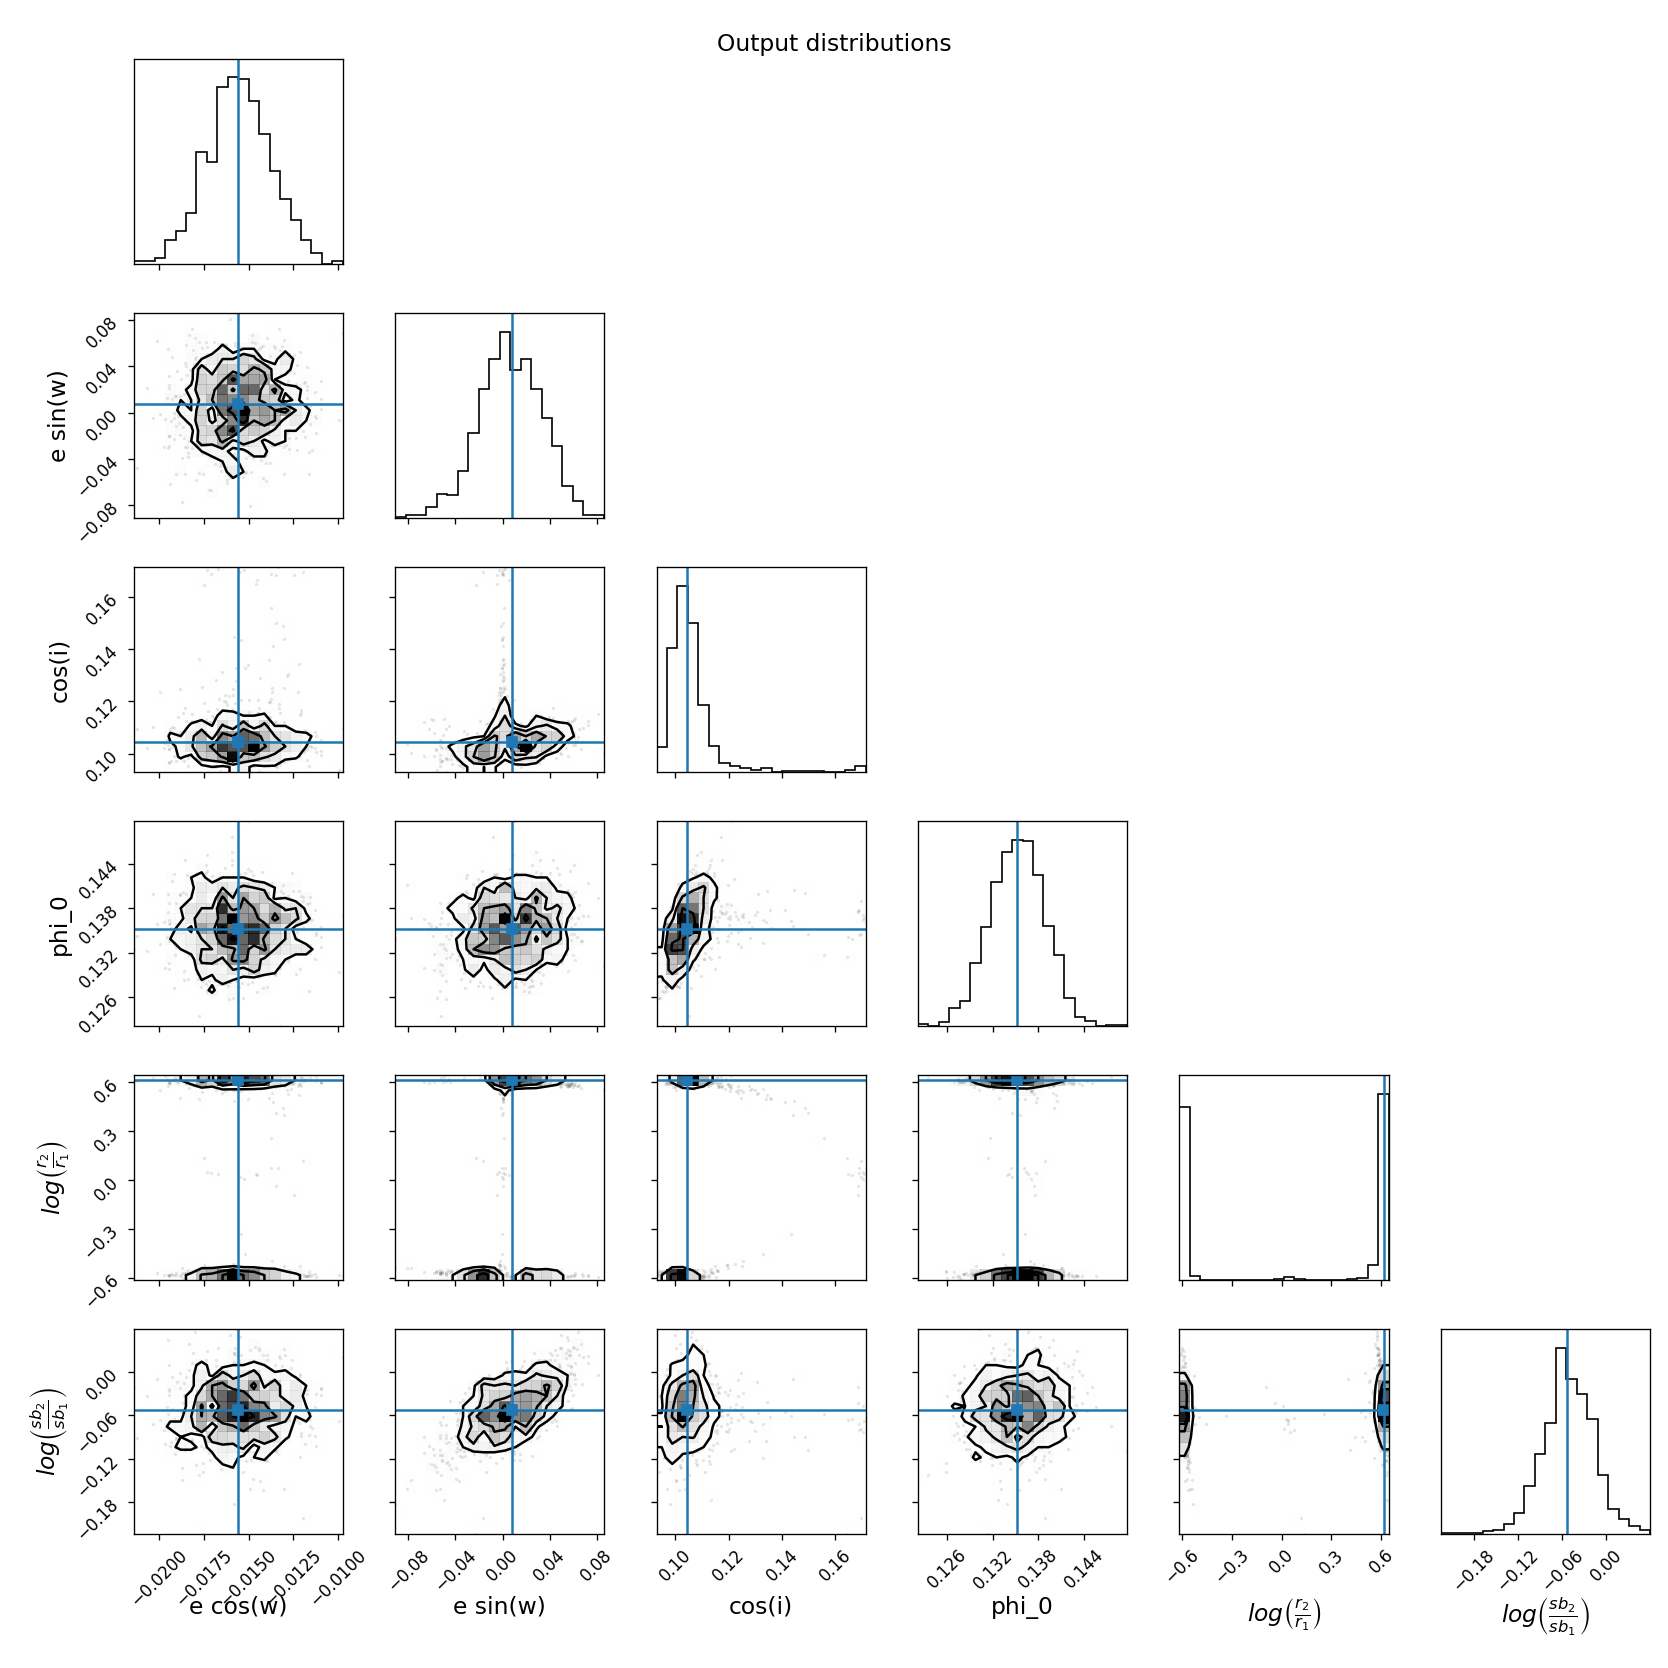 Output distributions
e sin(w)
0.08
0.04
0.00
−0.04
−0.08
cos(i)
0.16
0.14
0.12
0.10
phi_0
0.144
0.138
0.132
0.126
log(r2/r1)
0.6
0.3
0.0
−0.3
−0.6
log(sb2/sb1)
0.00
−0.06
−0.12
−0.18
−0.0200 −0.0175 −0.0150 −0.0125 −0.0100
e cos(w)
−0.08 −0.04 0.00 0.04 0.08
e sin(w)
0.10 0.12 0.14 0.16
cos(i)
0.126 0.132 0.138 0.144
phi_0
−0.6 −0.3 0.0 0.3 0.6
log(r2/r1)
−0.18 −0.12 −0.06 0.00
log(sb2/sb1)